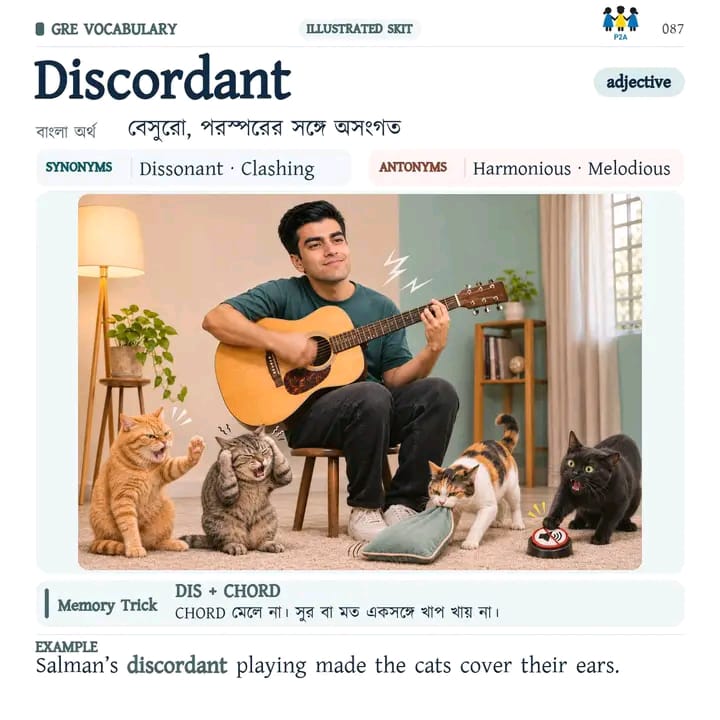 GRE VOCABULARY
ILLUSTRATED SKIT
P2A
087
Discordant
adjective
বাংলা অর্থ বেসুরো, পরস্পরের সঙ্গে অসংগত
SYNONYMS Dissonant · Clashing
ANTONYMS Harmonious · Melodious
Memory Trick
DIS + CHORD
CHORD মেলে না। সুর বা মত একসঙ্গে খাপ খায় না।
EXAMPLE
Salman’s discordant playing made the cats cover their ears.